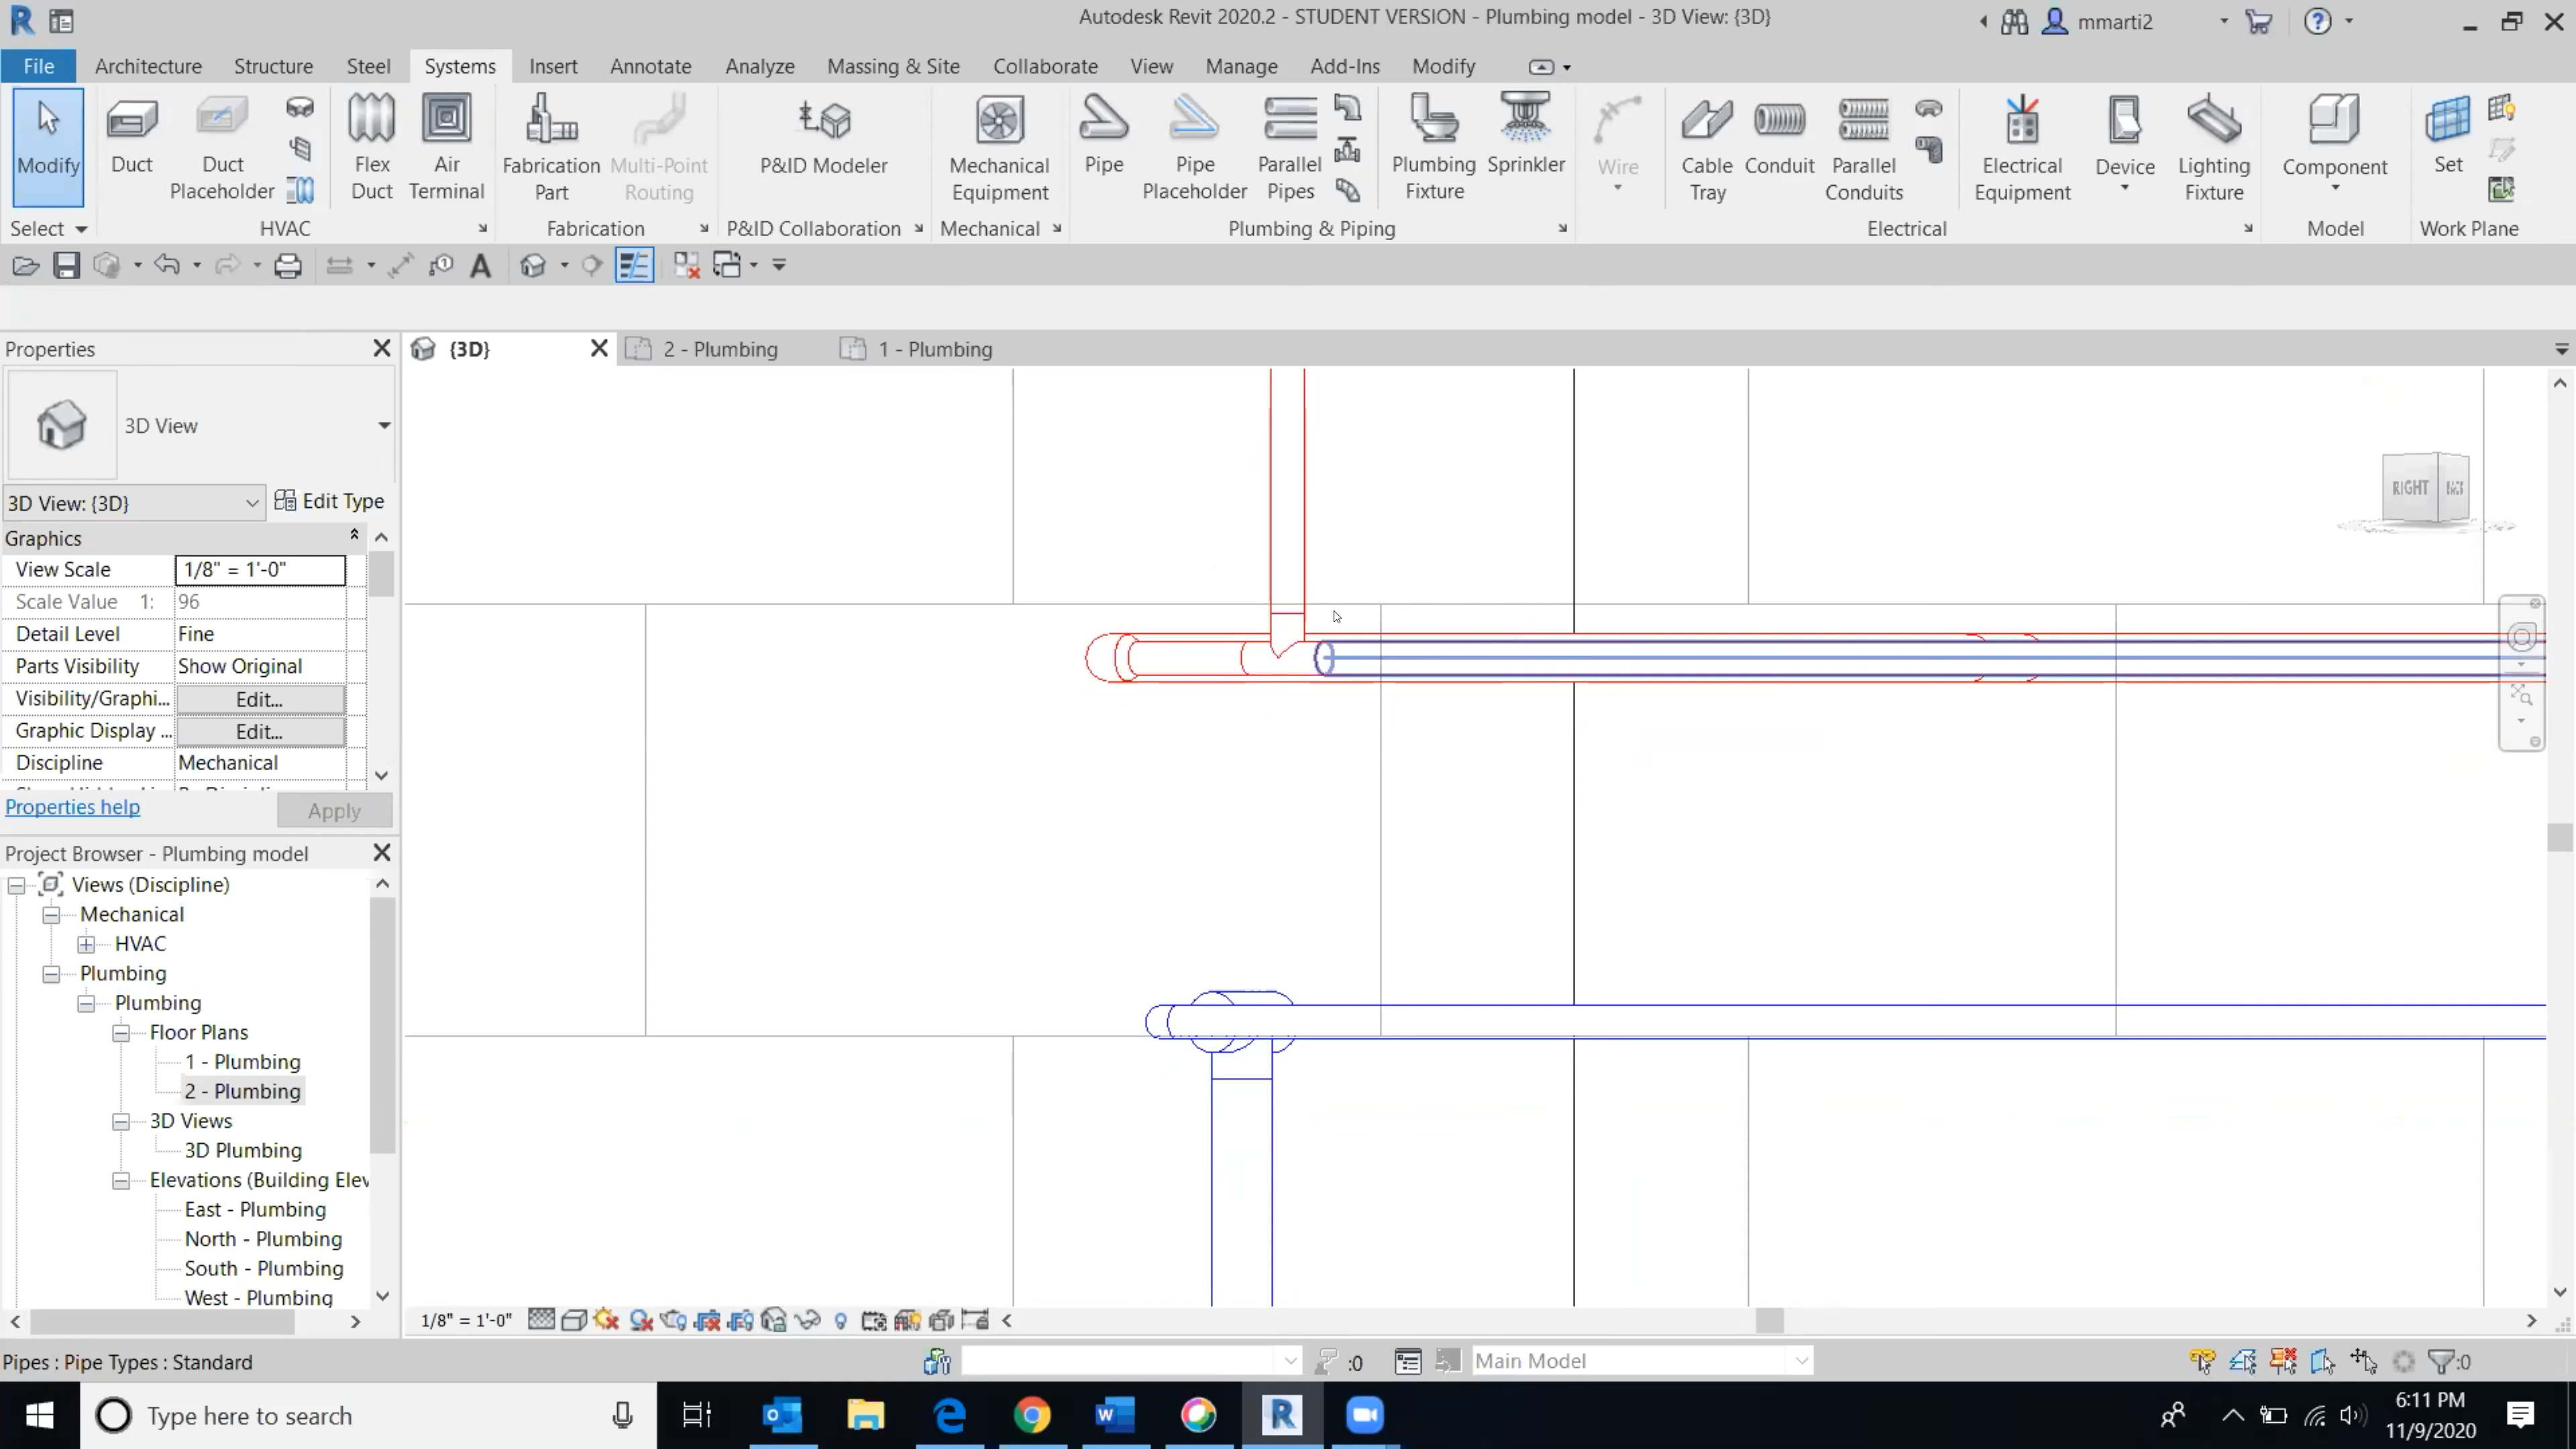 Autodesk Revit 2020.2 - STUDENT VERSION - Plumbing model - 3D View: {3D}
mmarti2
File Architecture Structure Steel Systems Insert Annotate Analyze Massing & Site Collaborate View Manage Add-Ins Modify
Modify
Duct
Duct Placeholder
Flex Duct
Air Terminal
Fabrication Part
Multi-Point Routing
P&ID Modeler
Mechanical Equipment
Pipe
Pipe Placeholder
Parallel Pipes
Plumbing Fixture
Sprinkler
Wire
Cable Tray
Conduit
Parallel Conduits
Electrical Equipment
Device
Lighting Fixture
Component
Set
Select HVAC Fabrication P&ID Collaboration Mechanical Plumbing & Piping Electrical Model Work Plane
Properties
{3D} 2 - Plumbing 1 - Plumbing
3D View
3D View: {3D} Edit Type
Graphics
View Scale 1/8" = 1'-0"
Scale Value 1: 96
Detail Level Fine
Parts Visibility Show Original
Visibility/Graphi... Edit...
Graphic Display ... Edit...
Discipline Mechanical
Properties help Apply
RIGHT
Project Browser - Plumbing model
Views (Discipline)
Mechanical
HVAC
Plumbing
Plumbing
Floor Plans
1 - Plumbing
2 - Plumbing
3D Views
3D Plumbing
Elevations (Building Elev
East - Plumbing
North - Plumbing
South - Plumbing
West - Plumbing
1/8" = 1'-0"
Pipes : Pipe Types : Standard
:0
Main Model
:0
Type here to search
6:11 PM
11/9/2020